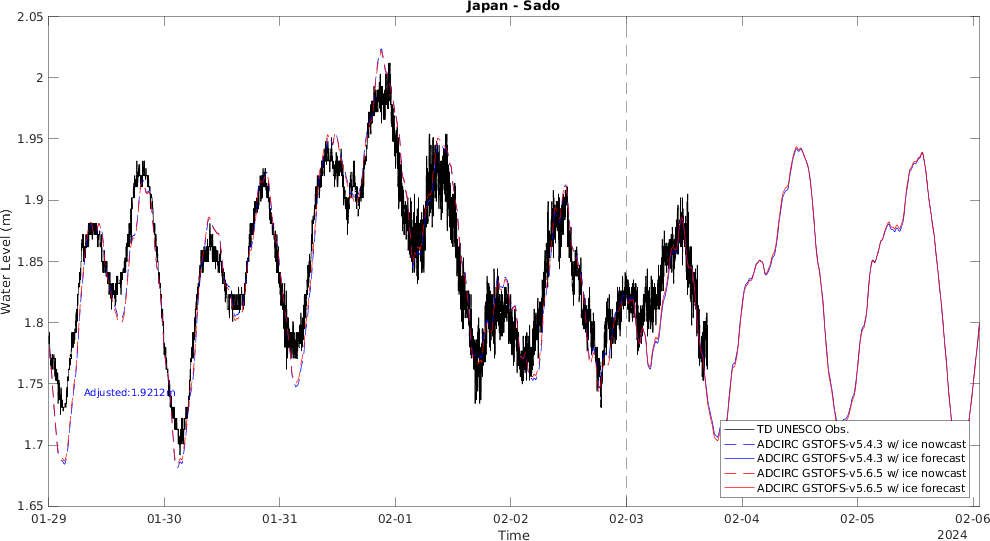 Japan - Sado
Water Level (m)
2.05
2
1.95
1.9
1.85
1.8
1.75
1.7
1.65
Adjusted:1.9212m
TD UNESCO Obs.
ADCIRC GSTOFS-v5.4.3 w/ ice nowcast
ADCIRC GSTOFS-v5.4.3 w/ ice forecast
ADCIRC GSTOFS-v5.6.5 w/ ice nowcast
ADCIRC GSTOFS-v5.6.5 w/ ice forecast
01-29 01-30 01-31 02-01 02-02 02-03 02-04 02-05 02-06
Time
2024